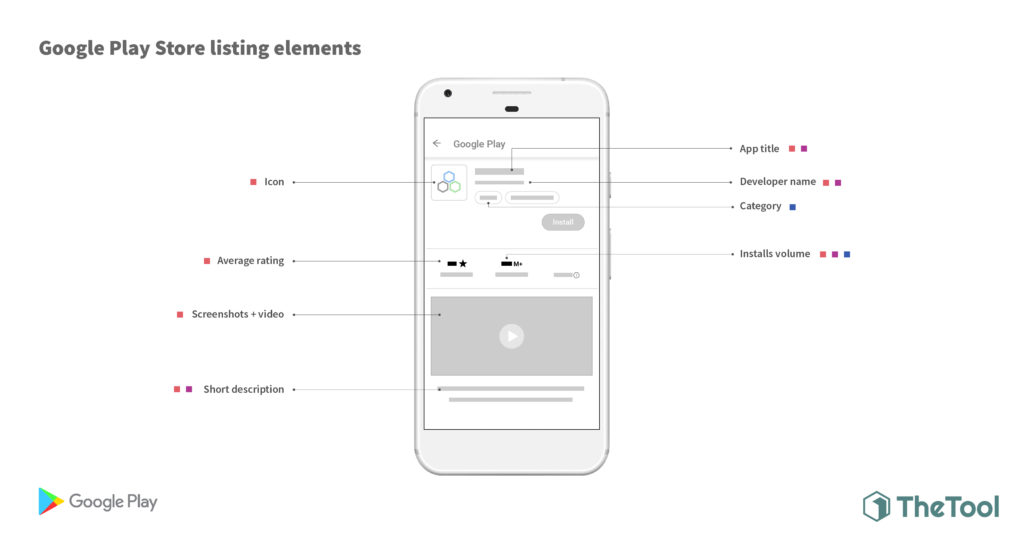 Google Play Store listing elements
Google Play
App title
Icon
Developer name
Category
Install
Average rating
M+
Installs volume
Screenshots + video
Short description
Google Play
TheTool